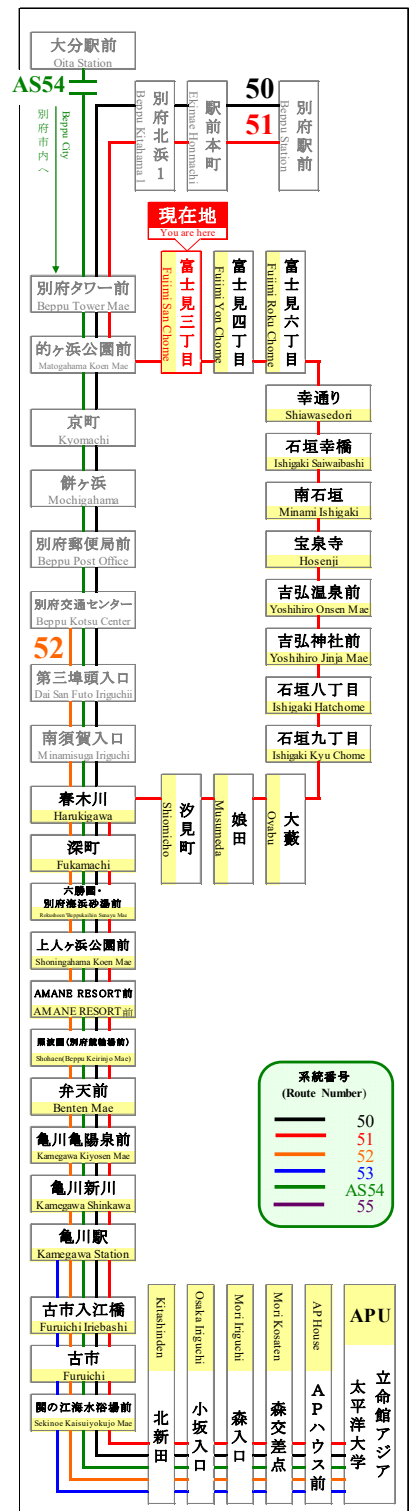 大分駅前
Oita Station
AS54
Beppu City
別府市内へ
別府北浜1
Beppu Kitahama 1
駅前本町
Ekimae Honmachi
50
51
別府駅前
Beppu Station
現在地
You are here
別府タワー前
Beppu Tower Mae
的ヶ浜公園前
Matogahama Koen Mae
富士見三丁目
Fujimi San Chome
富士見四丁目
Fujimi Yon Chome
富士見六丁目
Fujimi Roku Chome
幸通り
Shiawasedori
石垣幸橋
Ishigaki Saiwaibashi
南石垣
Minami Ishigaki
宝泉寺
Hosenji
吉弘温泉前
Yoshihiro Onsen Mae
吉弘神社前
Yoshihiro Jinja Mae
石垣八丁目
Ishigaki Hatchome
石垣九丁目
Ishigaki Kyu Chome
京町
Kyomachi
餅ヶ浜
Mochigahama
別府郵便局前
Beppu Post Office
別府交通センター
Beppu Kotsu Center
52
第三埠頭入口
Dai San Futo Iriguchii
南須賀入口
Minamisuga Iriguchi
春木川
Harukigawa
汐見町
Shiomicho
娘田
Musumeda
大藪
Oyabu
深町
Fukamachi
六勝園・
別府海浜砂湯前
上人ヶ浜公園前
Shoningahama Koen Mae
AMANE RESORT前
AMANE RESORT前
照波園(別府競輪場前)
Shohaen(Beppu Keirinjo Mae)
弁天前
Benten Mae
亀川亀陽泉前
Kamegawa Kiyosen Mae
亀川新川
Kamegawa Shinkawa
亀川駅
Kamegawa Station
古市入江橋
Furuichi Iriebashi
古市
Furuichi
関の江海水浴場前
Sekinoe Kaisuiyokujo Mae
系統番号
(Route Number)
50
51
52
53
AS54
55
Kitashinden
北新田
Osaka Iriguchi
小坂入口
Mori Iriguchi
森入口
Mori Kosaten
森交差点
AP House
APハウス前
APU
立命館アジア
太平洋大学